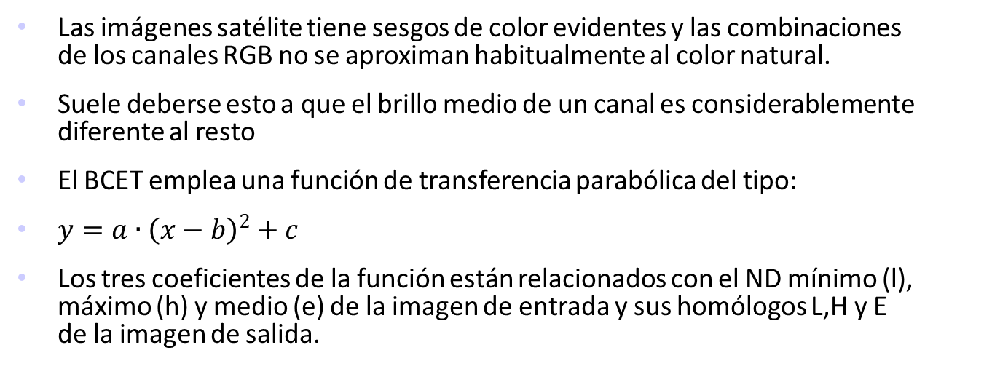 • Las imágenes satélite tiene sesgos de color evidentes y las combinaciones
de los canales RGB no se aproximan habitualmente al color natural.
• Suele deberse esto a que el brillo medio de un canal es considerablemente
diferente al resto
• El BCET emplea una función de transferencia parabólica del tipo:
• y = a · (x − b)² + c
• Los tres coeficientes de la función están relacionados con el ND mínimo (l),
máximo (h) y medio (e) de la imagen de entrada y sus homólogos L,H y E
de la imagen de salida.